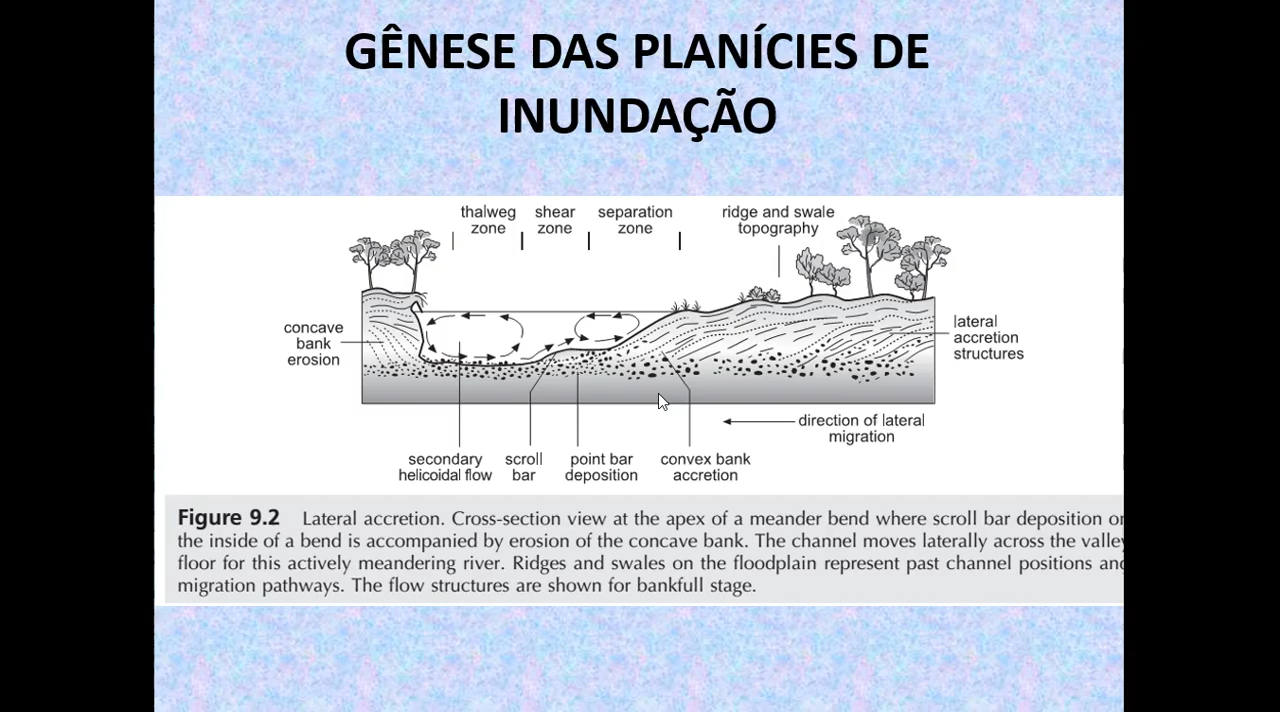 GÊNESE DAS PLANÍCIES DE
INUNDAÇÃO
thalweg
zone
shear
zone
separation
zone
ridge and swale
topography
concave
bank
erosion
lateral
accretion
structures
direction of lateral
migration
secondary
helicoidal flow
scroll
bar
point bar
deposition
convex bank
accretion
Figure 9.2 Lateral accretion. Cross-section view at the apex of a meander bend where scroll bar deposition
the inside of a bend is accompanied by erosion of the concave bank. The channel moves laterally across the valley
floor for this actively meandering river. Ridges and swales on the floodplain represent past channel positions
migration pathways. The flow structures are shown for bankfull stage.